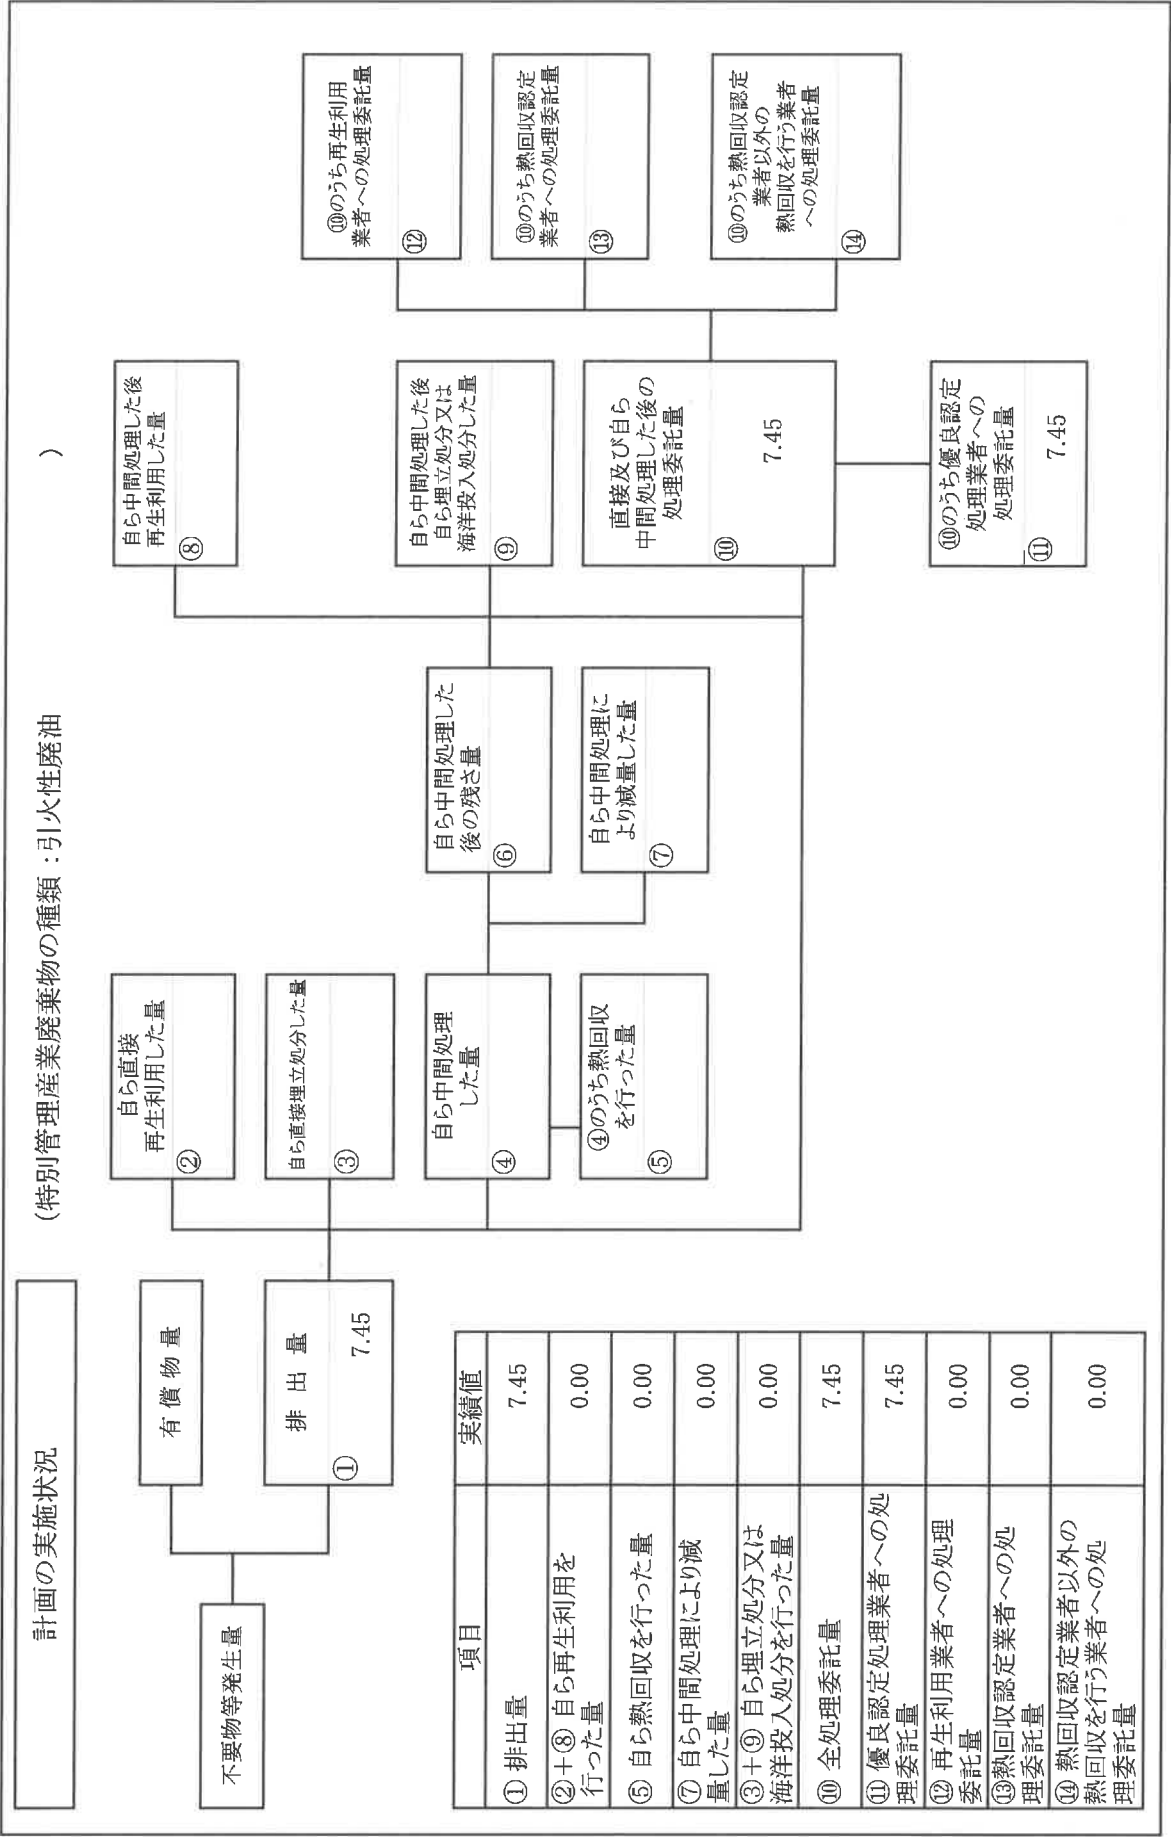 計画の実施状況
(特別管理産業廃棄物の種類:引火性廃油 )
不要物等発生量
有償物量
排出量
①
7.45
自ら直接
再生利用した量
②
自ら直接埋立処分した量
③
自ら中間処理
した量
④
④のうち熱回収
を行った量
⑤
自ら中間処理した
後の残さ量
⑥
自ら中間処理に
より減量した量
⑦
自ら中間処理した後
再生利用した量
⑧
自ら中間処理した後
自ら埋立処分又は
海洋投入処分した量
⑨
直接及び自ら
中間処理した後の
処理委託量
⑩
7.45
⑩のうち優良認定
処理業者への
処理委託量
⑪
7.45
⑩のうち再生利用
業者への処理委託量
⑫
⑩のうち熱回収認定
業者への処理委託量
⑬
⑩のうち熱回収認定
業者以外の
熱回収を行う業者
への処理委託量
⑭
項目 実績値
① 排出量 7.45
②+⑧ 自ら再生利用を
行った量 0.00
⑤ 自ら熱回収を行った量 0.00
⑦ 自ら中間処理により減
量した量 0.00
③+⑨ 自ら埋立処分又は
海洋投入処分を行った量 0.00
⑩ 全処理委託量 7.45
⑪ 優良認定処理業者への処
理委託量 7.45
⑫ 再生利用業者への処理
委託量 0.00
⑬熱回収認定業者への処
理委託量 0.00
⑭ 熱回収認定業者以外の
熱回収を行う業者への処
理委託量 0.00